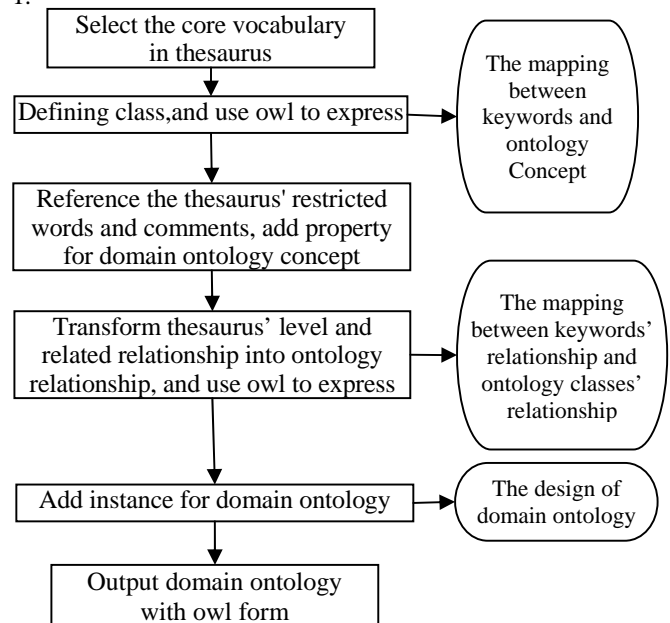 1.
Select the core vocabulary
in thesaurus
Defining class,and use owl to express
The mapping
between
keywords and
ontology
Concept
Reference the thesaurus' restricted
words and comments, add property
for domain ontology concept
Transform thesaurus’ level and
related relationship into ontology
relationship, and use owl to express
The mapping
between keywords’
relationship and
ontology classes’
relationship
Add instance for domain ontology
The design of
domain ontology
Output domain ontology
with owl form